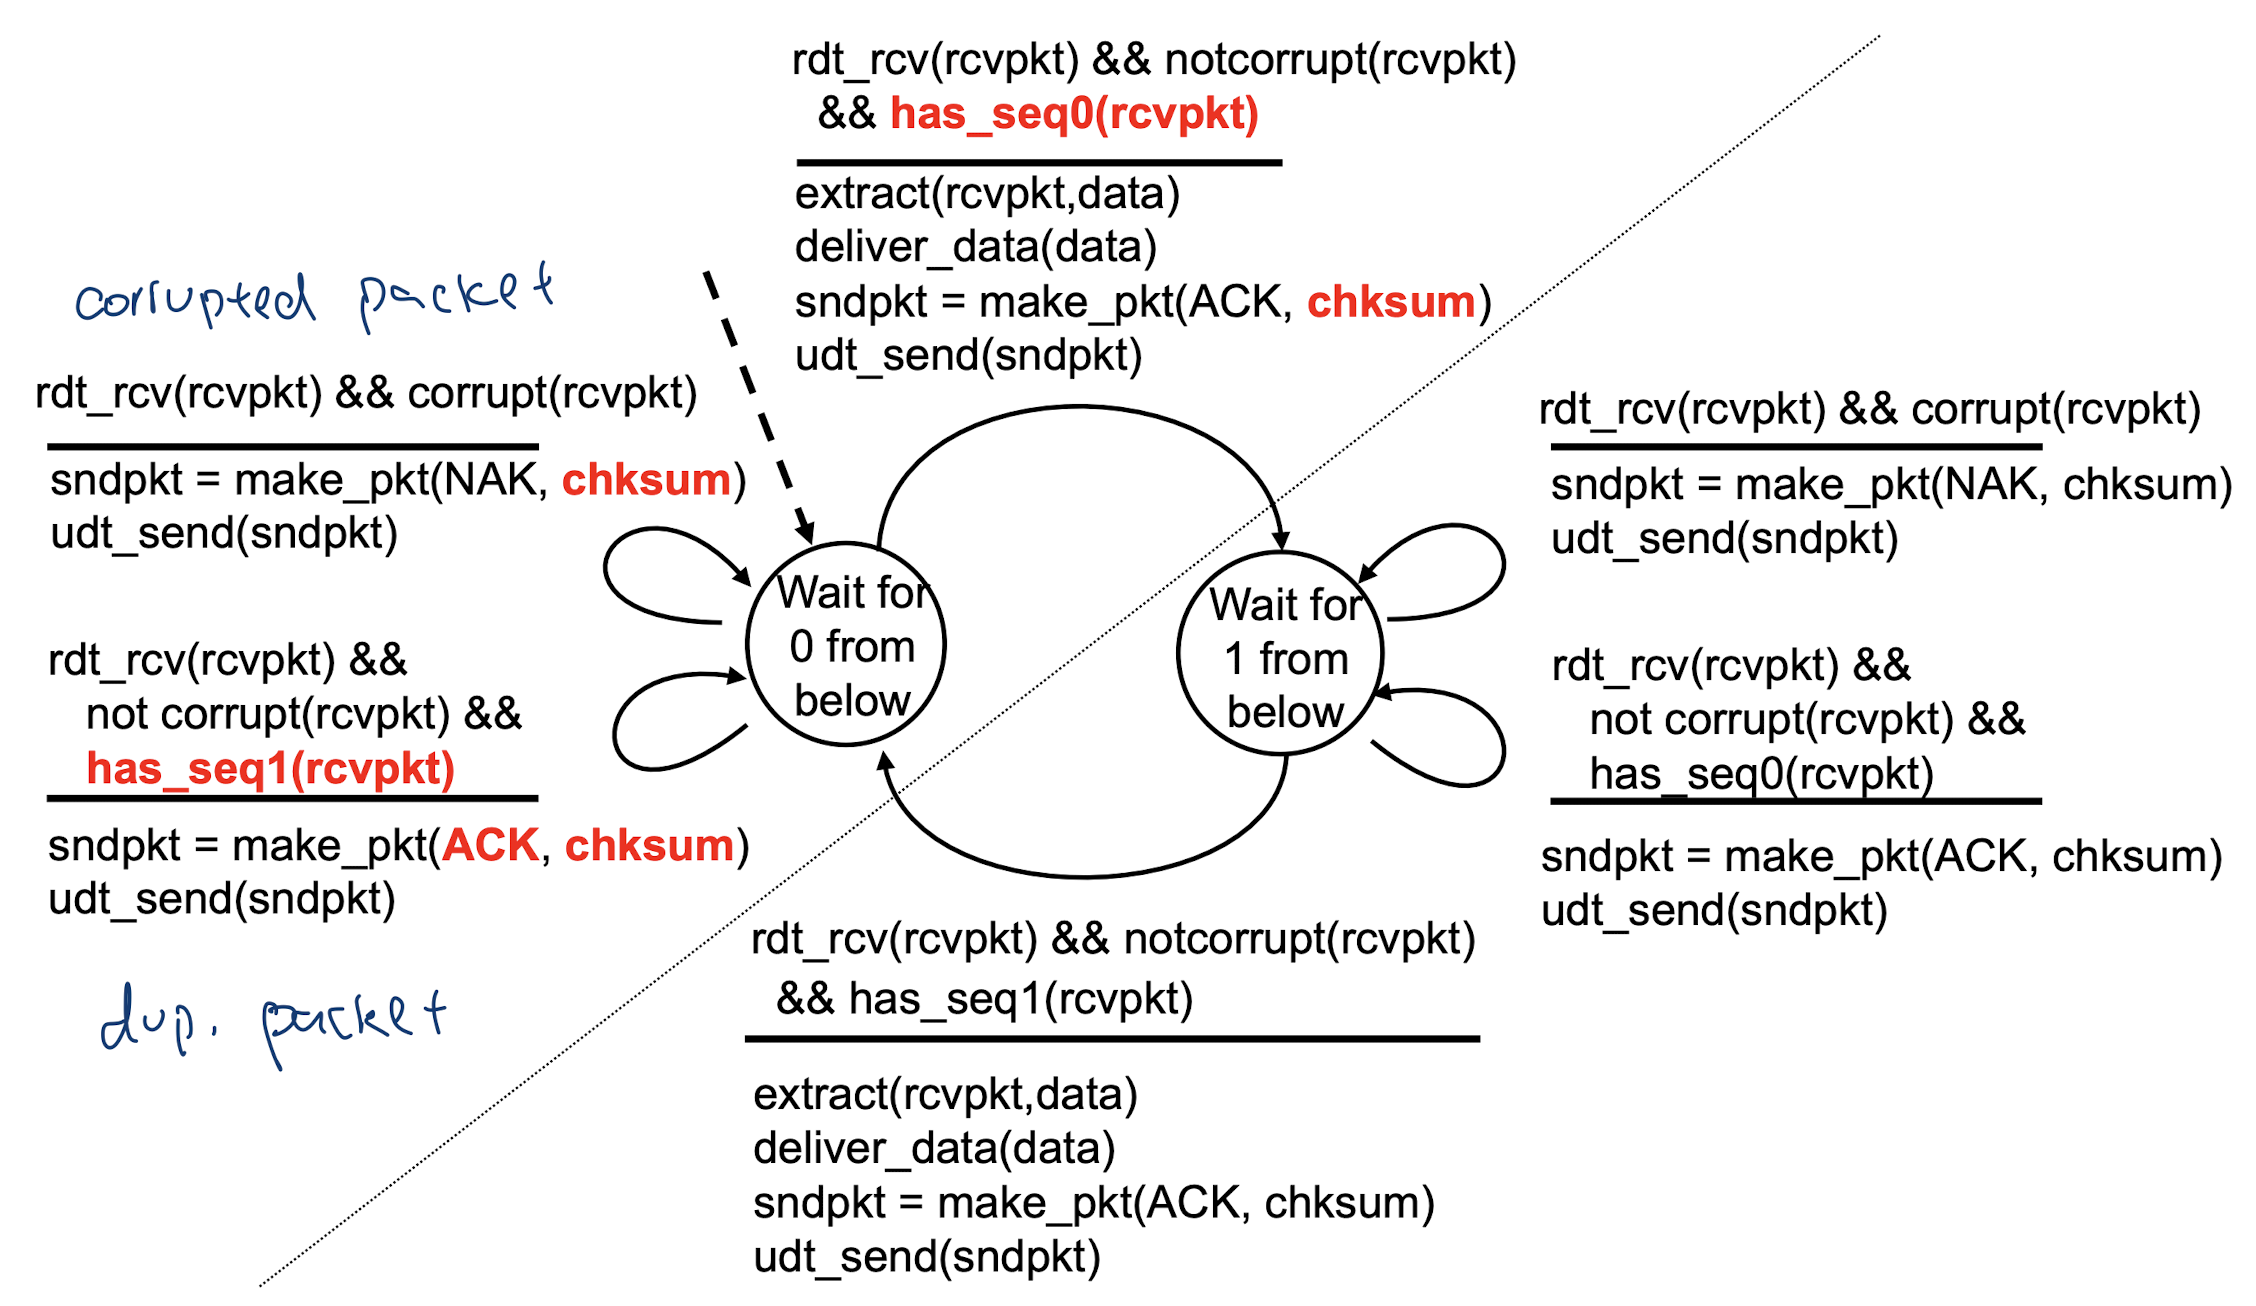 rdt_rcv(rcvpkt) && notcorrupt(rcvpkt)
&& has_seq0(rcvpkt)
extract(rcvpkt,data)
deliver_data(data)
sndpkt = make_pkt(ACK, chksum)
udt_send(sndpkt)
corrupted packet
rdt_rcv(rcvpkt) && corrupt(rcvpkt)
sndpkt = make_pkt(NAK, chksum)
udt_send(sndpkt)
rdt_rcv(rcvpkt) &&
not corrupt(rcvpkt) &&
has_seq1(rcvpkt)
sndpkt = make_pkt(ACK, chksum)
udt_send(sndpkt)
dup. packet
Wait for
0 from
below
Wait for
1 from
below
rdt_rcv(rcvpkt) && corrupt(rcvpkt)
sndpkt = make_pkt(NAK, chksum)
udt_send(sndpkt)
rdt_rcv(rcvpkt) &&
not corrupt(rcvpkt) &&
has_seq0(rcvpkt)
sndpkt = make_pkt(ACK, chksum)
udt_send(sndpkt)
rdt_rcv(rcvpkt) && notcorrupt(rcvpkt)
&& has_seq1(rcvpkt)
extract(rcvpkt,data)
deliver_data(data)
sndpkt = make_pkt(ACK, chksum)
udt_send(sndpkt)